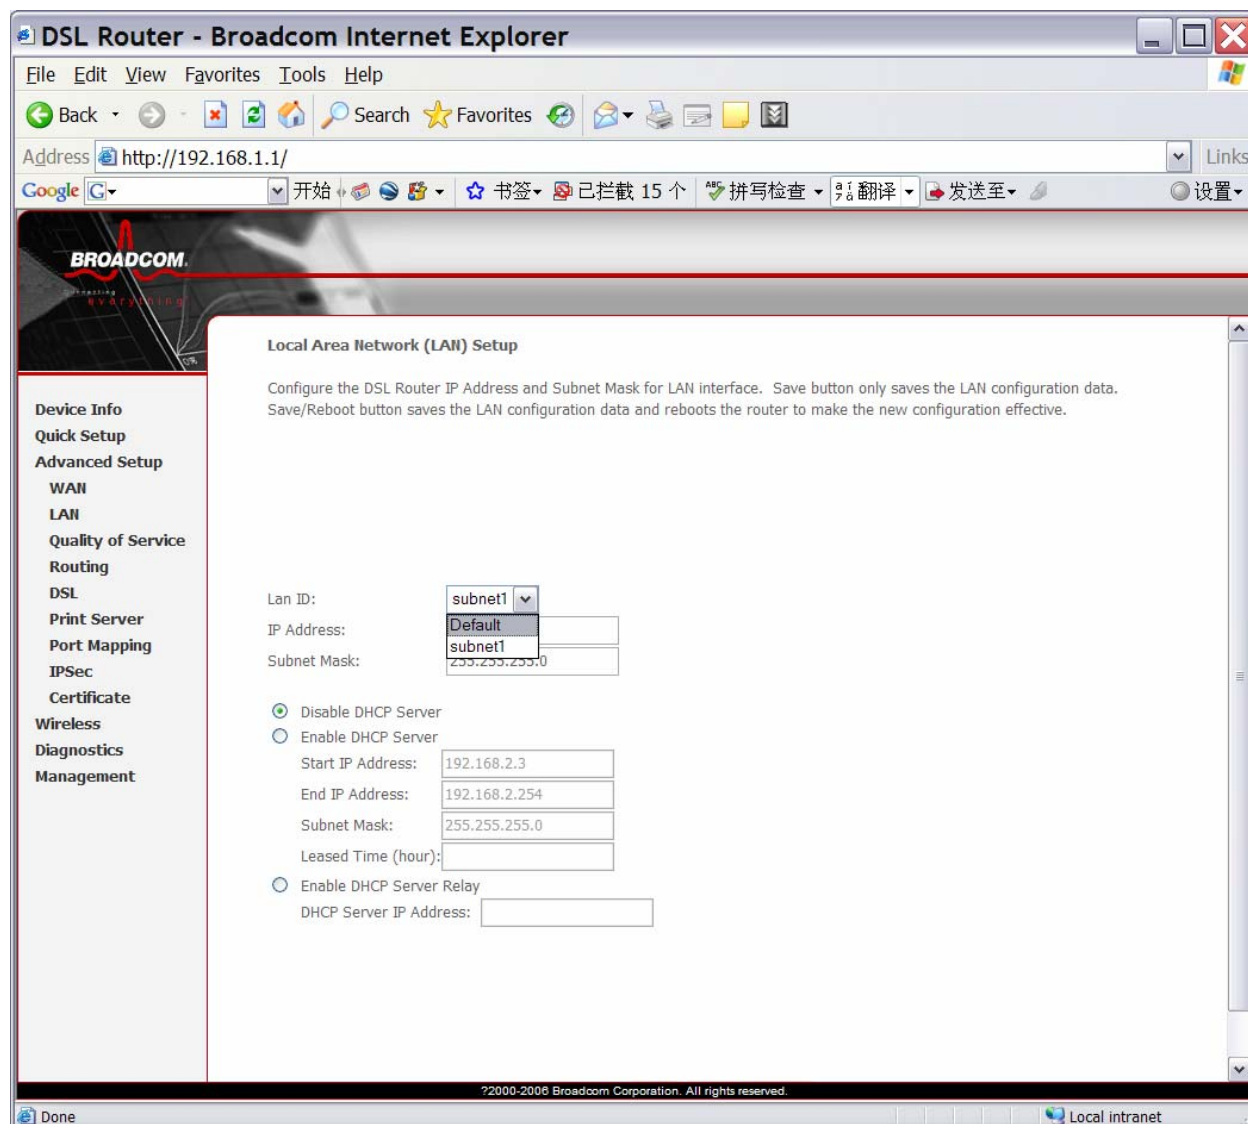 DSL Router - Broadcom Internet Explorer
File Edit View Favorites Tools Help
Back Search Favorites
Address http://192.168.1.1/ Links
Google G 开始 书签 已拦截 15 个 拼写检查 翻译 发送至 设置
BROADCOM.
Connecting
everything
Local Area Network (LAN) Setup
Configure the DSL Router IP Address and Subnet Mask for LAN interface. Save button only saves the LAN configuration data.
Save/Reboot button saves the LAN configuration data and reboots the router to make the new configuration effective.
Device Info
Quick Setup
Advanced Setup
WAN
LAN
Quality of Service
Routing
DSL
Print Server
Port Mapping
IPSec
Certificate
Wireless
Diagnostics
Management
Lan ID: subnet1
Default
subnet1
IP Address:
Subnet Mask: 255.255.255.0
Disable DHCP Server
Enable DHCP Server
Start IP Address: 192.168.2.3
End IP Address: 192.168.2.254
Subnet Mask: 255.255.255.0
Leased Time (hour):
Enable DHCP Server Relay
DHCP Server IP Address:
?2000-2006 Broadcom Corporation. All rights reserved.
Done Local intranet